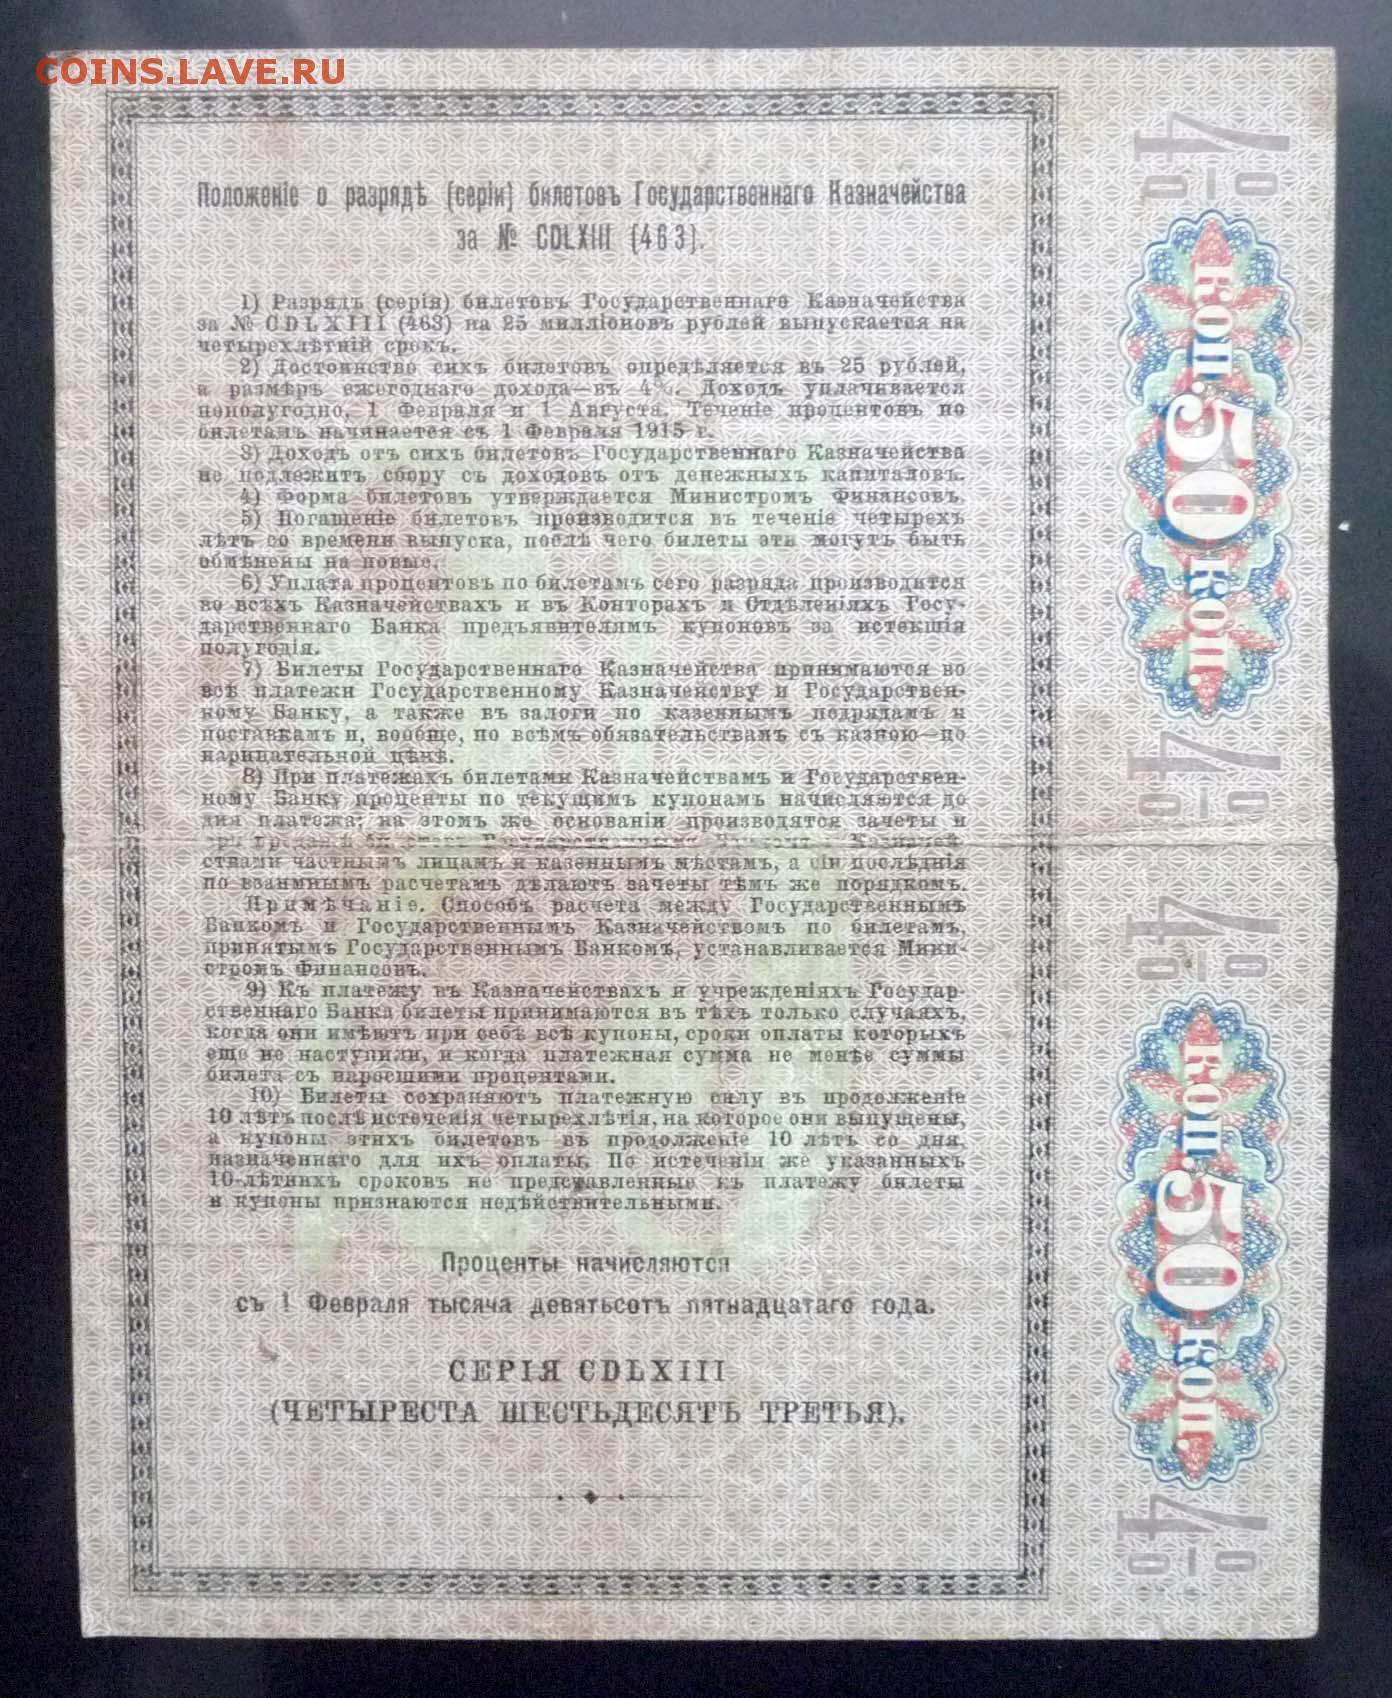 COINS.LAVE.RU
Положеніе о разрядѣ (серіи) билетовъ Государственнаго Казначейства
за № CDLXIII (463).
1) Разрядъ (серія) билетовъ Государственнаго Казначейства
за № CDLXIII (463) на 25 милліоновъ рублей выпускается на
четырехлѣтній срокъ.
2) Достоинство сихъ билетовъ опредѣляется въ 25 рублей,
а размѣръ ежегоднаго дохода—въ 4%. Доходъ уплачивается
пополугодно, 1 Февраля и 1 Августа. Теченіе процентовъ по
билетамъ начинается съ 1 Февраля 1915 г.
3) Доходъ отъ сихъ билетовъ Государственнаго Казначейства
не подлежитъ сбору съ доходовъ отъ денежныхъ капиталовъ.
4) Форма билетовъ утверждается Министромъ Финансовъ.
5) Погашеніе билетовъ производится въ теченіе четырехъ
лѣтъ со времени выпуска, послѣ чего билеты эти могутъ быть
обмѣнены на новые.
6) Уплата процентовъ по билетамъ сего разряда производится
во всѣхъ Казначействахъ и въ Конторахъ и Отдѣленіяхъ Госу-
дарственнаго Банка предъявителямъ купоновъ за истекшія
полугодія.
7) Билеты Государственнаго Казначейства принимаются во
всѣ платежи Государственному Казначейству и Государствен-
ному Банку, а также въ залоги по казеннымъ подрядамъ и
поставкамъ и, вообще, по всѣмъ обязательствамъ съ казною—по
нарицательной цѣнѣ.
8) При платежахъ билетами Казначействамъ и Государствен-
ному Банку проценты по текущимъ купонамъ начисляются до
дня платежа; на этомъ же основаніи производятся зачеты и
при продажѣ билетовъ Государственнымъ Казначей-
ствами частнымъ лицамъ и казеннымъ мѣстамъ, а сіи послѣднія
по взаимнымъ расчетамъ дѣлаютъ зачеты тѣмъ же порядкомъ.
Примѣчаніе. Способъ расчета между Государственнымъ
Банкомъ и Государственнымъ Казначействомъ по билетамъ,
принятымъ Государственнымъ Банкомъ, устанавливается Мини-
стромъ Финансовъ.
9) Къ платежу въ Казначействахъ и учрежденіяхъ Государ-
ственнаго Банка билеты принимаются въ тѣхъ только случаяхъ,
когда они имѣютъ при себѣ всѣ купоны, сроки оплаты которыхъ
еще не наступили, и когда платежная сумма не менѣе суммы
билета съ наросшими процентами.
10) Билеты сохраняютъ платежную силу въ продолженіе
10 лѣтъ послѣ истеченія четырехлѣтія, на которое они выпущены,
а купоны этихъ билетовъ въ продолженіе 10 лѣтъ со дня,
назначеннаго для ихъ оплаты. По истеченіи же указанныхъ
10-лѣтнихъ сроковъ не представленные къ платежу билеты
и купоны признаются недѣйствительными.
Проценты начисляются
съ 1 Февраля тысяча девятьсотъ пятнадцатаго года.
СЕРІЯ CDLXIII
(ЧЕТЫРЕСТА ШЕСТЬДЕСЯТЪ ТРЕТЬЯ).
4%
коп. 50 коп.
4%
4%
коп. 50 коп.
4%